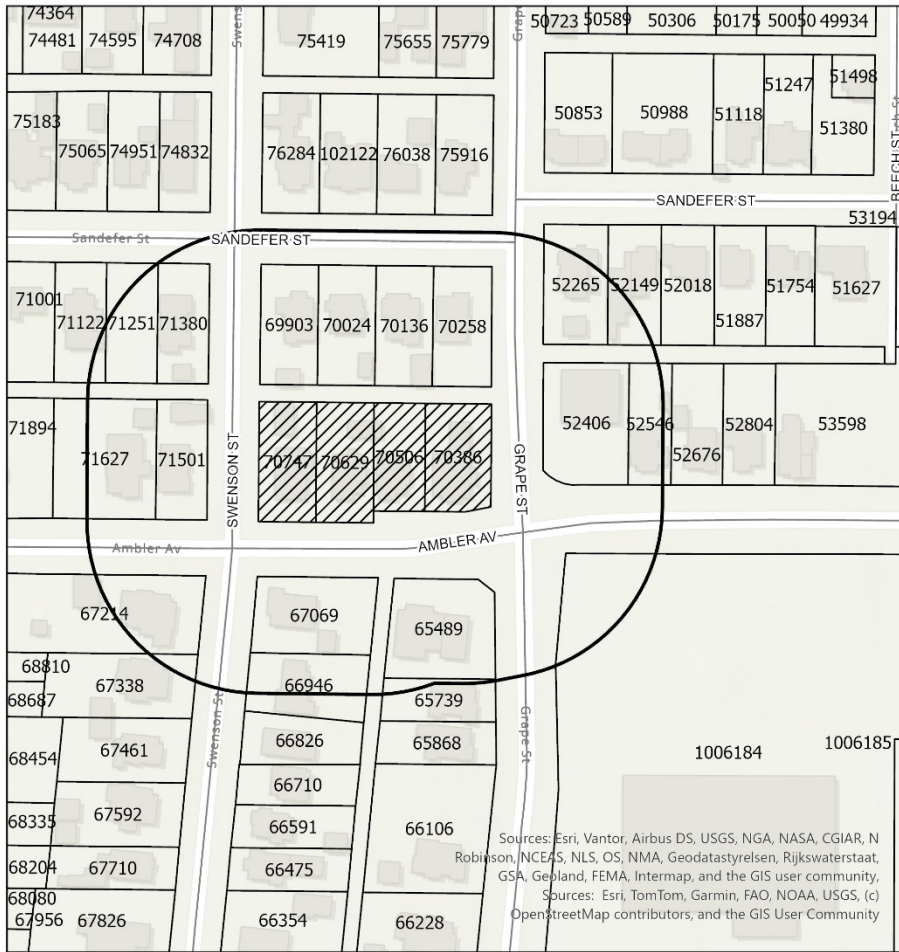 74364
50723 50589 50306 50175 50050 49934
74481 74595 74708 Swens 75419 75655 75779 Grap
51498
51247
50853 50988 51118 51380
75183
75065 74951 74832 76284 102122 76038 75916
BEECH ST
SANDEFER ST
53194
Sandefer St SANDEFER ST
71001
71122 71251 71380 69903 70024 70136 70258
52265 52149 52018 51887 51754 51627
71894 71627 71501 SWENSON ST 70747 70629 70506 70386 GRAPE ST
52406 52546 52676 52804 53598
Ambler Av AMBLER AV
67214 67069 65489
68810
68687 67338 66946 65739
Swenson St Grape St
68454 67461 66826 65868
1006184 1006185
66710
68335 67592 66591 66106
68204 67710 66475
68080
67956 67826 66354 66228
Sources: Esri, Vantor, Airbus DS, USGS, NGA, NASA, CGIAR, N
Robinson, NCEAS, NLS, OS, NMA, Geodatastyrelsen, Rijkswaterstaat,
GSA, Geoland, FEMA, Intermap, and the GIS user community,
Sources: Esri, TomTom, Garmin, FAO, NOAA, USGS, (c)
OpenStreetMap contributors, and the GIS User Community